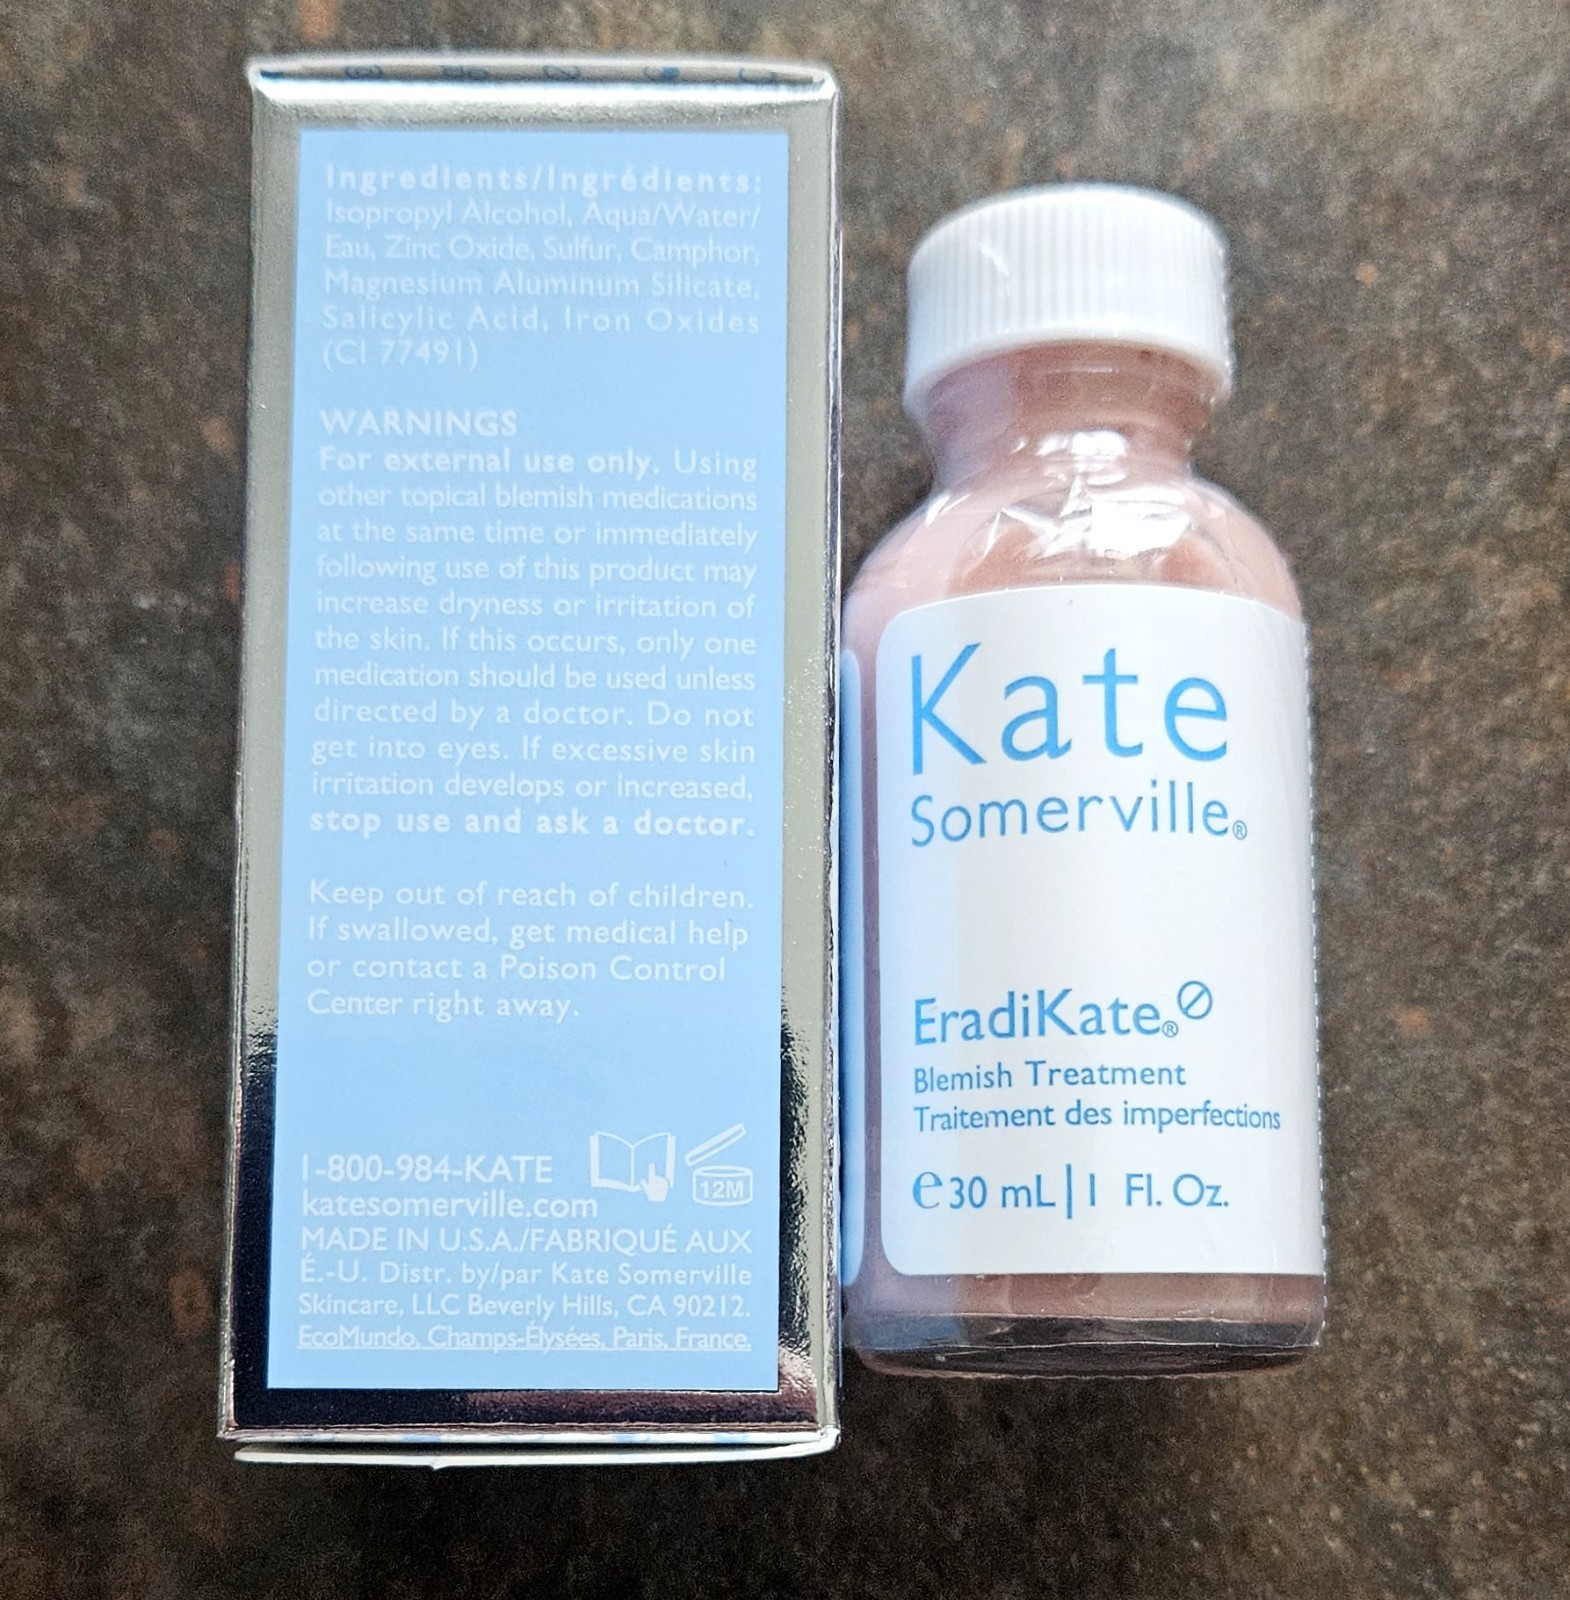 Ingredients/Ingrédients:
Isopropyl Alcohol, Aqua/Water/
Eau, Zinc Oxide, Sulfur, Camphor,
Magnesium Aluminum Silicate,
Salicylic Acid, Iron Oxides
(CI 77491)
WARNINGS
For external use only. Using
other topical blemish medications
at the same time or immediately
following use of this product may
increase dryness or irritation of
the skin. If this occurs, only one
medication should be used unless
directed by a doctor. Do not
get into eyes. If excessive skin
irritation develops or increased,
stop use and ask a doctor.
Keep out of reach of children.
If swallowed, get medical help
or contact a Poison Control
Center right away.
1-800-984-KATE
katesomerville.com
12M
MADE IN U.S.A./FABRIQUÉ AUX
É.-U. Distr. by/par Kate Somerville
Skincare, LLC Beverly Hills, CA 90212.
EcoMundo, Champs-Élysées, Paris, France.
Kate
Somerville®
EradiKate®
Blemish Treatment
Traitement des imperfections
℮ 30 mL | 1 Fl. Oz.